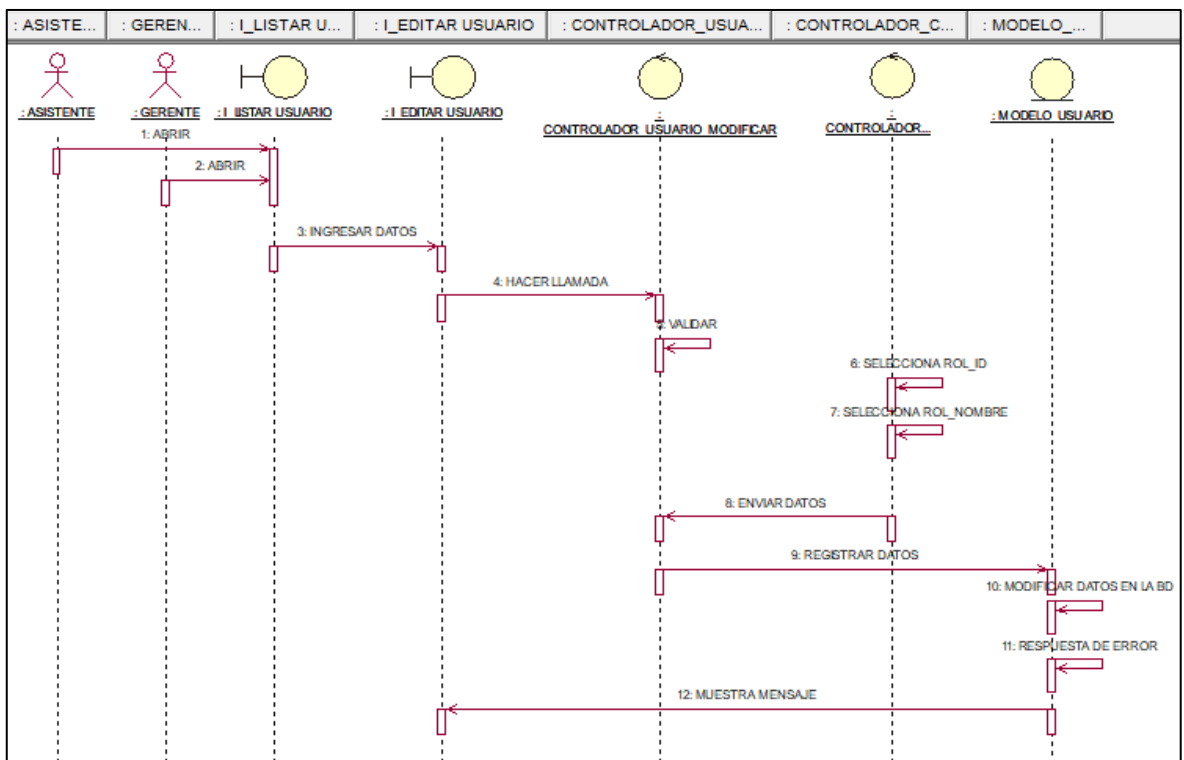 : ASISTE...
: GEREN...
: I_LISTAR U...
: I_EDITAR USUARIO
: CONTROLADOR_USUA...
: CONTROLADOR_C...
: MODELO_...
: ASISTENTE
: GERENTE
: I LISTAR USUARIO
: I EDITAR USUARIO
:
CONTROLADOR USUARIO MODIFICAR
:
CONTROLADOR...
: MODELO USUARIO
1: ABRIR
2: ABRIR
3: INGRESAR DATOS
4: HACER LLAMADA
5: VALIDAR
6: SELECCIONA ROL_ID
7: SELECCIONA ROL_NOMBRE
8: ENVIAR DATOS
9: REGISTRAR DATOS
10: MODIFICAR DATOS EN LA BD
11: RESPUESTA DE ERROR
12: MUESTRA MENSAJE